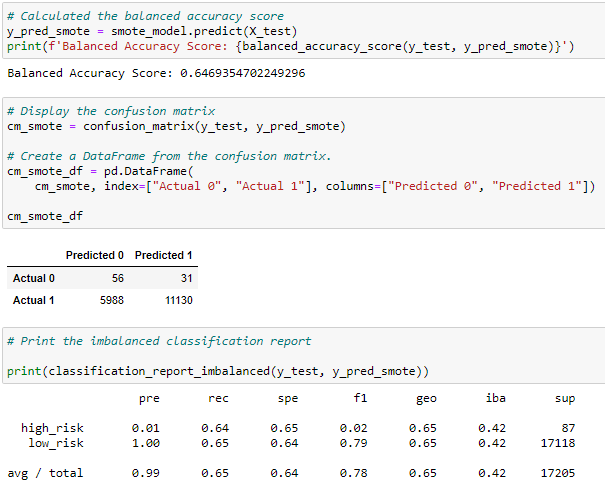 # Calculated the balanced accuracy score
y_pred_smote = smote_model.predict(X_test)
print(f'Balanced Accuracy Score: {balanced_accuracy_score(y_test, y_pred_smote)}')
Balanced Accuracy Score: 0.6469354702249296
# Display the confusion matrix
cm_smote = confusion_matrix(y_test, y_pred_smote)
# Create a DataFrame from the confusion matrix.
cm_smote_df = pd.DataFrame(
    cm_smote, index=["Actual 0", "Actual 1"], columns=["Predicted 0", "Predicted 1"])
cm_smote_df
Predicted 0 Predicted 1
Actual 0 56 31
Actual 1 5988 11130
# Print the imbalanced classification report
print(classification_report_imbalanced(y_test, y_pred_smote))
pre rec spe f1 geo iba sup
high_risk 0.01 0.64 0.65 0.02 0.65 0.42 87
low_risk 1.00 0.65 0.64 0.79 0.65 0.42 17118
avg / total 0.99 0.65 0.64 0.78 0.65 0.42 17205